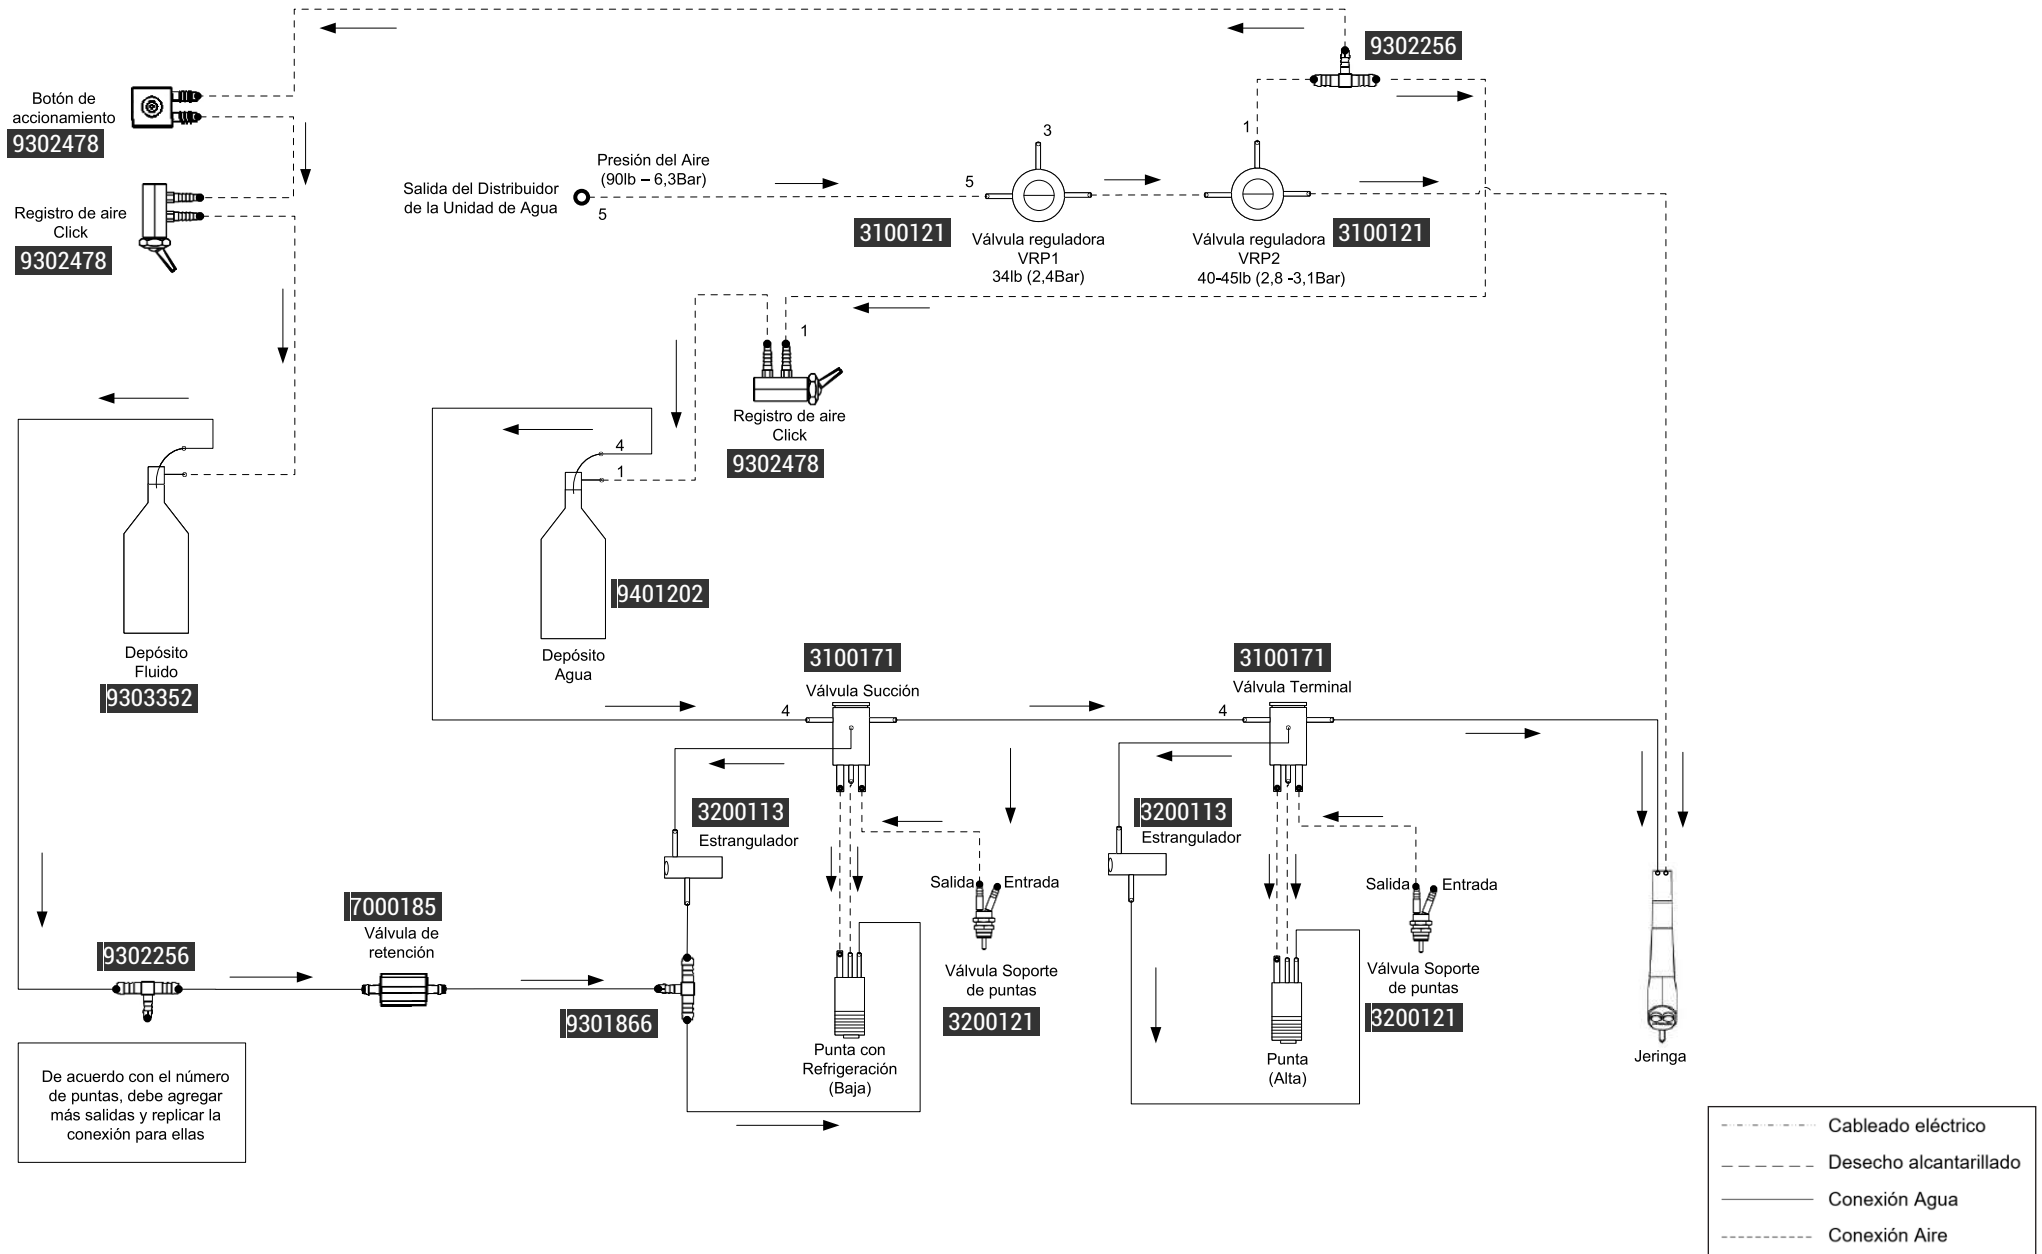 9302256
Botón de
accionamiento
9302478
Registro de aire
Click
9302478
Salida del Distribuidor
de la Unidad de Agua
5
Presión del Aire
(90lb – 6,3Bar)
5
3
3100121
Válvula reguladora
VRP1
34lb (2,4Bar)
1
Válvula reguladora
VRP2
40-45lb (2,8 -3,1Bar)
3100121
1
Registro de aire
Click
9302478
4
1
9401202
Depósito
Agua
Depósito
Fluido
9303352
3100171
Válvula Succión
4
3100171
Válvula Terminal
4
3200113
Estrangulador
3200113
Estrangulador
Salida
Entrada
Salida
Entrada
7000185
Válvula de
retención
9302256
9301866
Válvula Soporte
de puntas
3200121
Válvula Soporte
de puntas
3200121
Punta con
Refrigeración
(Baja)
Punta
(Alta)
Jeringa
De acuerdo con el número
de puntas, debe agregar
más salidas y replicar la
conexión para ellas
Cableado eléctrico
Desecho alcantarillado
Conexión Agua
Conexión Aire